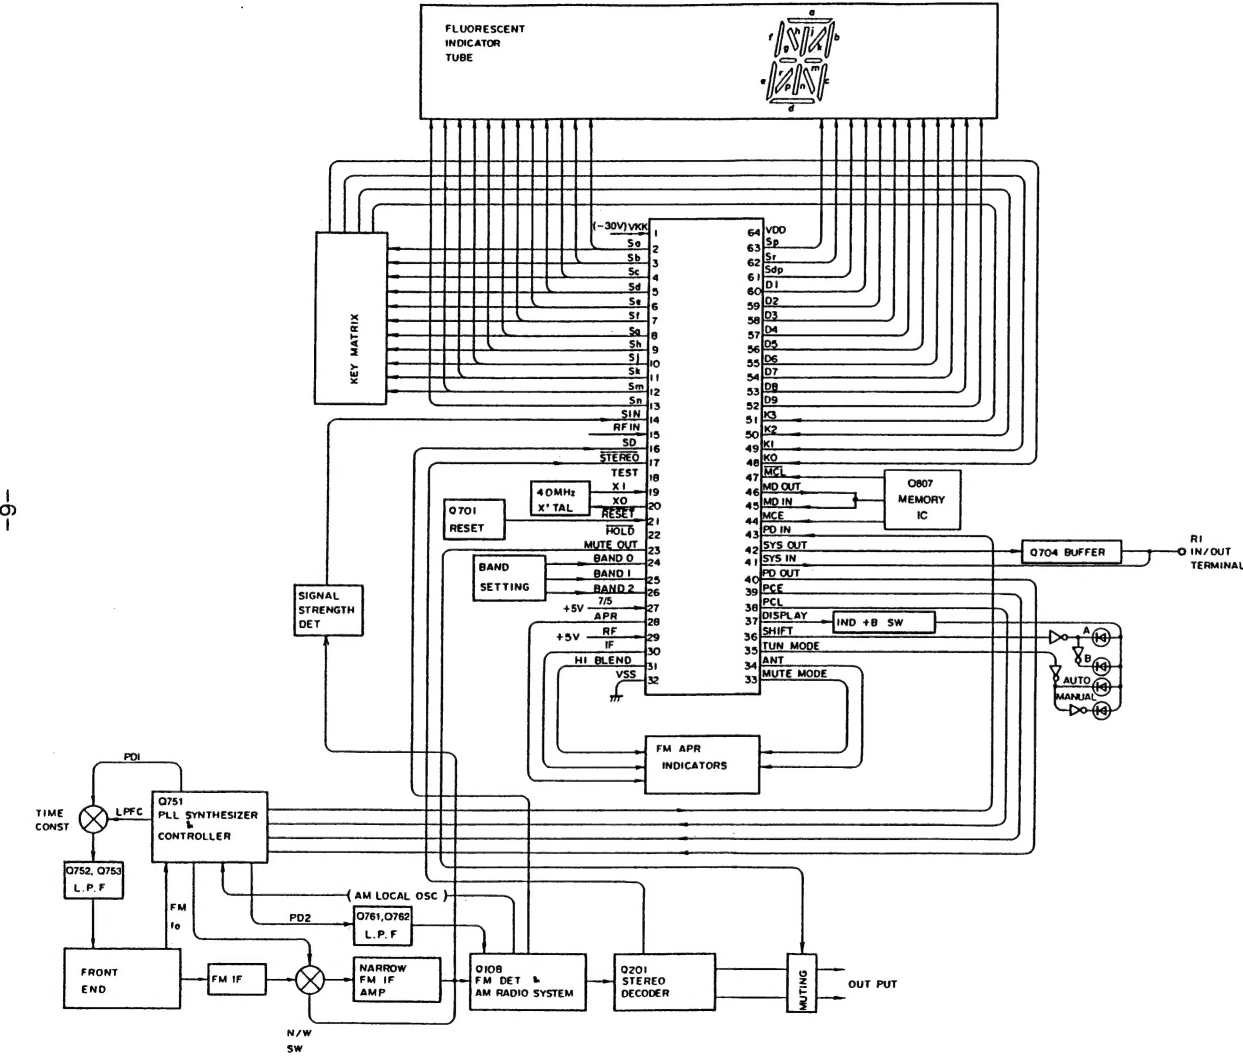 FLUORESCENT
INDICATOR
TUBE
a
f h j b
g k
e r m c
p n
d
KEY MATRIX
(-30V) VKK 1
Sa 2
Sb 3
Sc 4
Sd 5
Se 6
Sf 7
Sg 8
Sh 9
Sj 10
Sk 11
Sm 12
Sn 13
SIN 14
RF IN 15
SD 16
STEREO 17
TEST 18
X I 19
XO 20
RESET 21
HOLD 22
MUTE OUT 23
BAND 0 24
BAND 1 25
BAND 2 26
+5V 7/5 27
APR 28
+5V RF 29
IF 30
HI BLEND 31
VSS 32
64 VDD
63 Sp
62 Sr
61 Sdp
60 D1
59 D2
58 D3
57 D4
56 D5
55 D6
54 D7
53 D8
52 D9
51 K3
50 K2
49 K1
48 K0
47 MCL
46 MD OUT
45 MD IN
44 MCE
43 PD IN
42 SYS OUT
41 SYS IN
40 PD OUT
39 PCE
38 PCL
37 DISPLAY
36 SHIFT
35 TUN MODE
34 ANT
33 MUTE MODE
4.0MHz
X'TAL
Q701
RESET
BAND
SETTING
Q807
MEMORY
IC
Q704 BUFFER
RI
IN/OUT
TERMINAL
IND +B SW
A
B
AUTO
MANUAL
SIGNAL
STRENGTH
DET
FM APR
INDICATORS
-9-
PD1
TIME
CONST
LPFC
Q751
PLL SYNTHESIZER
&
CONTROLLER
Q752, Q753
L.P.F
FM
fo
(AM LOCAL OSC)
PD2
Q761,Q762
L.P.F
FRONT
END
FM IF
NARROW
FM IF
AMP
Q108
FM DET &
AM RADIO SYSTEM
Q201
STEREO
DECODER
MUTING
OUT PUT
N/W
SW